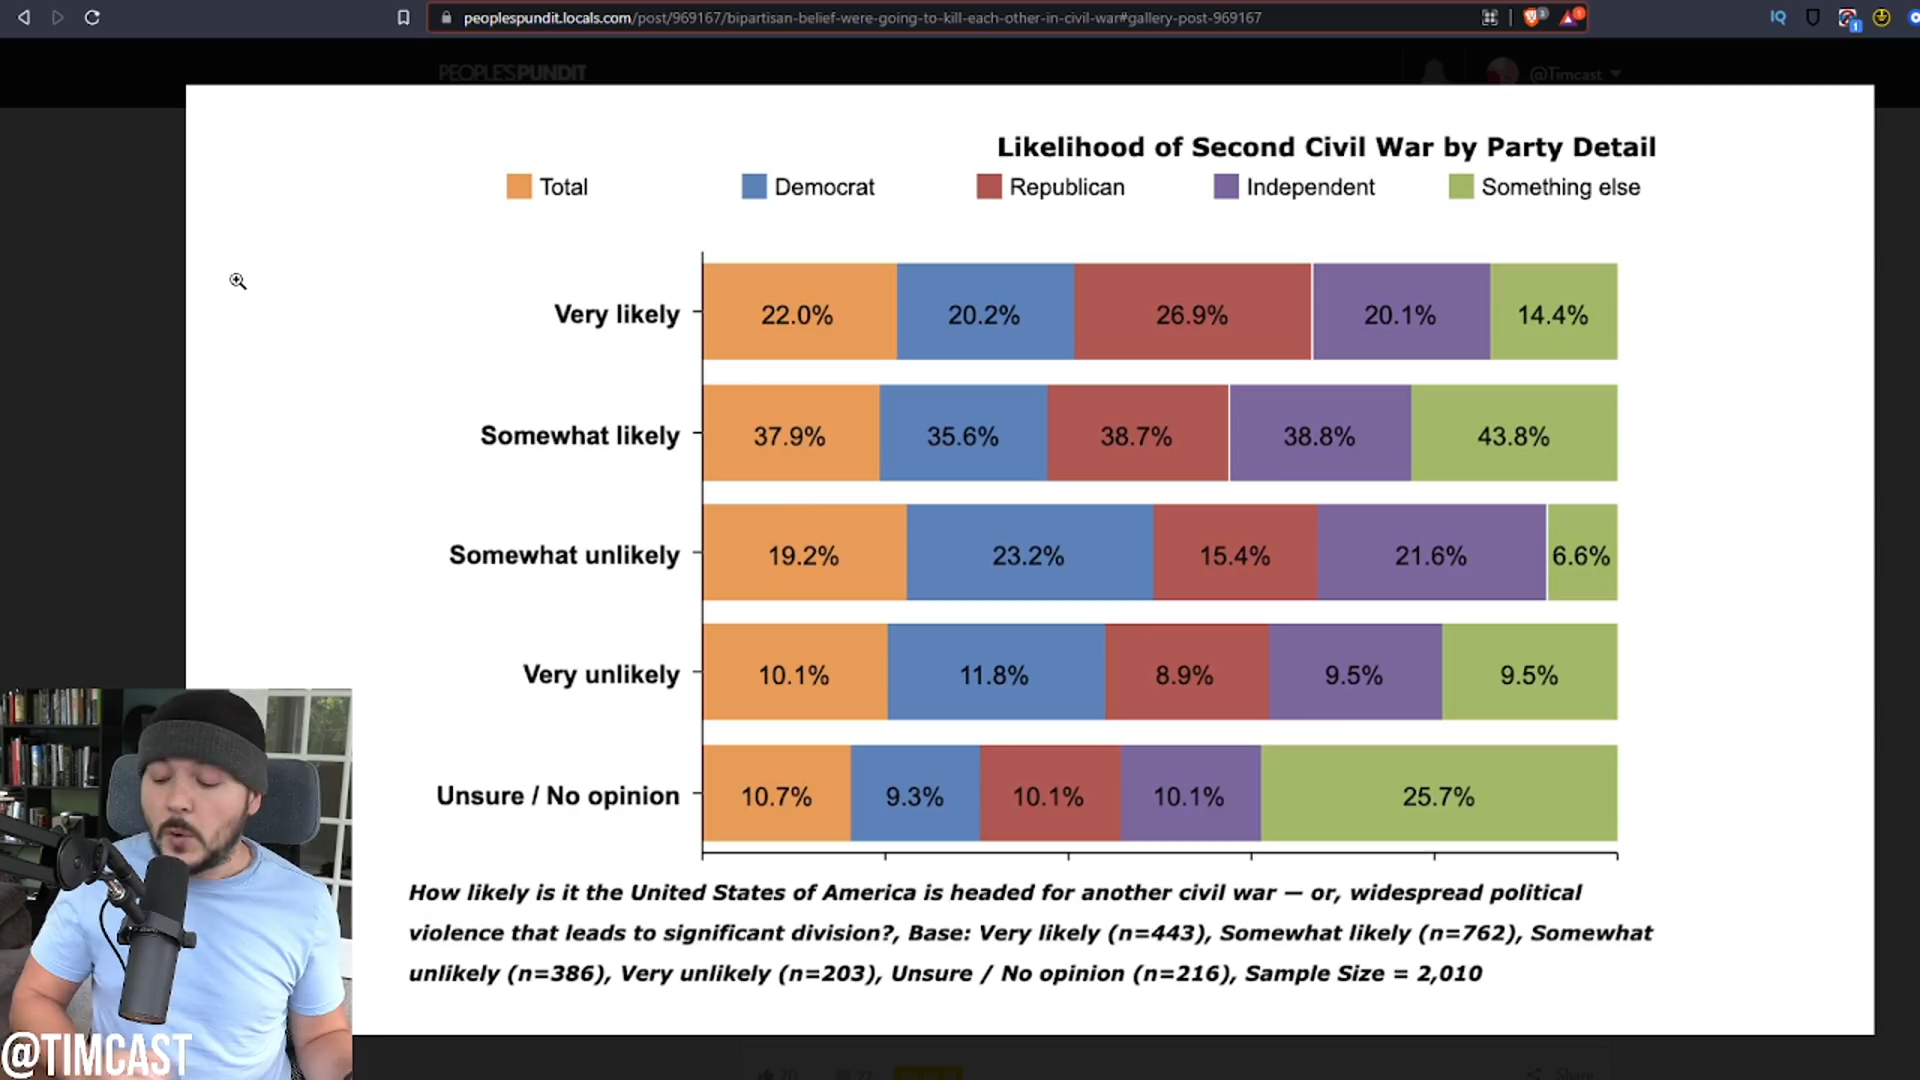 peoplespundit.locals.com/post/969167/bipartisan-belief-were-going-to-kill-each-other-in-civil-war#gallery-post-969167
IQ
PEOPLE'S PUNDIT
@Timcast
Likelihood of Second Civil War by Party Detail
Total Democrat Republican Independent Something else
Very likely 22.0% 20.2% 26.9% 20.1% 14.4%
Somewhat likely 37.9% 35.6% 38.7% 38.8% 43.8%
Somewhat unlikely 19.2% 23.2% 15.4% 21.6% 6.6%
Very unlikely 10.1% 11.8% 8.9% 9.5% 9.5%
Unsure / No opinion 10.7% 9.3% 10.1% 10.1% 25.7%
How likely is it the United States of America is headed for another civil war — or, widespread political
violence that leads to significant division?, Base: Very likely (n=443), Somewhat likely (n=762), Somewhat
unlikely (n=386), Very unlikely (n=203), Unsure / No opinion (n=216), Sample Size = 2,010
@TIMCAST
Share